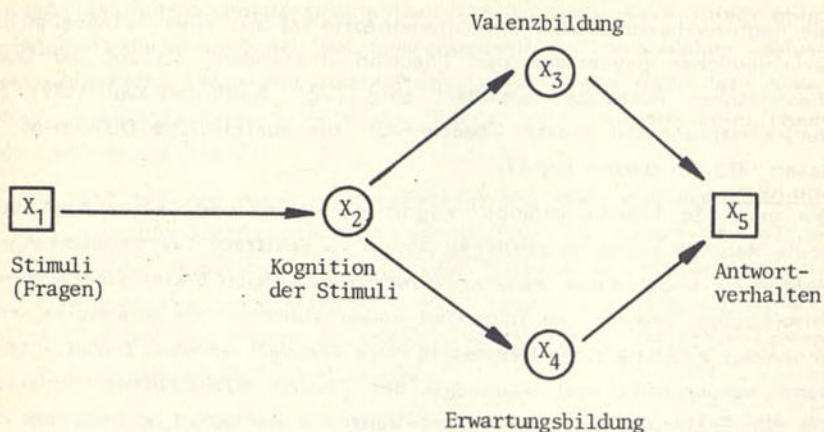 Valenzbildung
X3
X1
X2
X5
Stimuli
(Fragen)
Kognition
der Stimuli
Antwort-
verhalten
X4
Erwartungsbildung